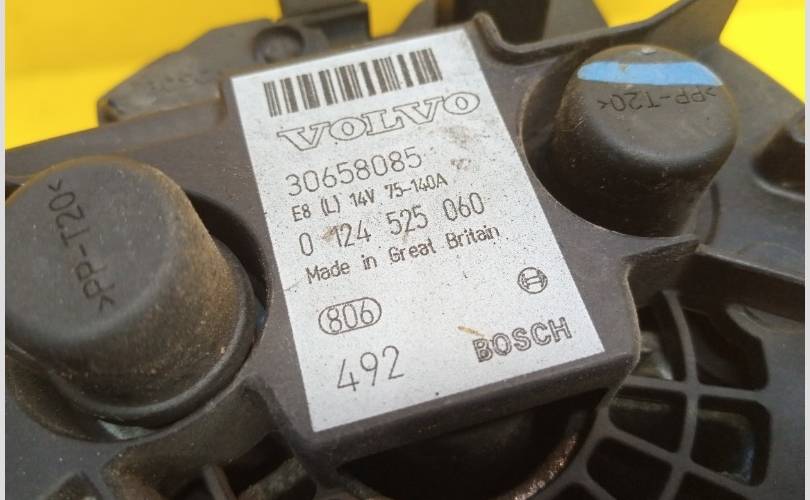 VOLVO
30658085
E8 (L) 14V 75-140A
0 124 525 060
Made in Great Britain
806
492
BOSCH
>PP-T20<
>PP-T20<